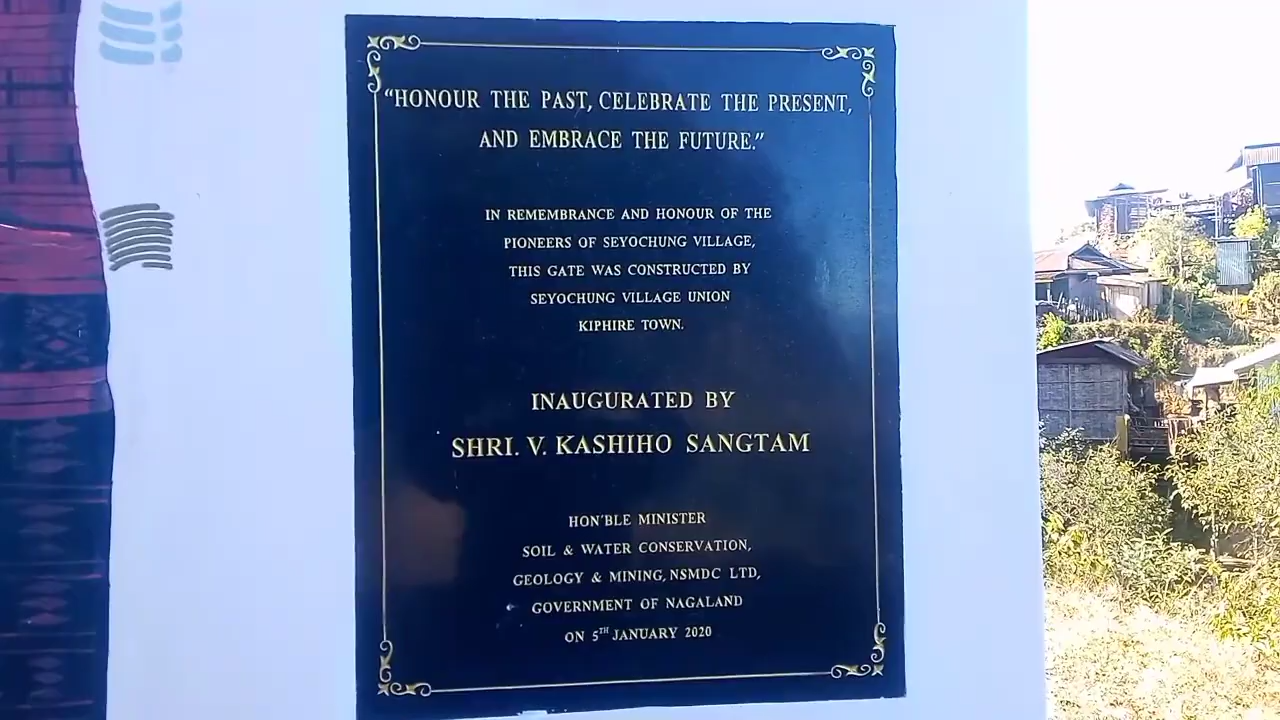 “HONOUR THE PAST, CELEBRATE THE PRESENT,
AND EMBRACE THE FUTURE.”
IN REMEMBRANCE AND HONOUR OF THE
PIONEERS OF SEYOCHUNG VILLAGE,
THIS GATE WAS CONSTRUCTED BY
SEYOCHUNG VILLAGE UNION
KIPHIRE TOWN.
INAUGURATED BY
SHRI. V. KASHIHO SANGTAM
HON'BLE MINISTER
SOIL & WATER CONSERVATION,
GEOLOGY & MINING, NSMDC LTD,
GOVERNMENT OF NAGALAND
ON 5TH JANUARY 2020